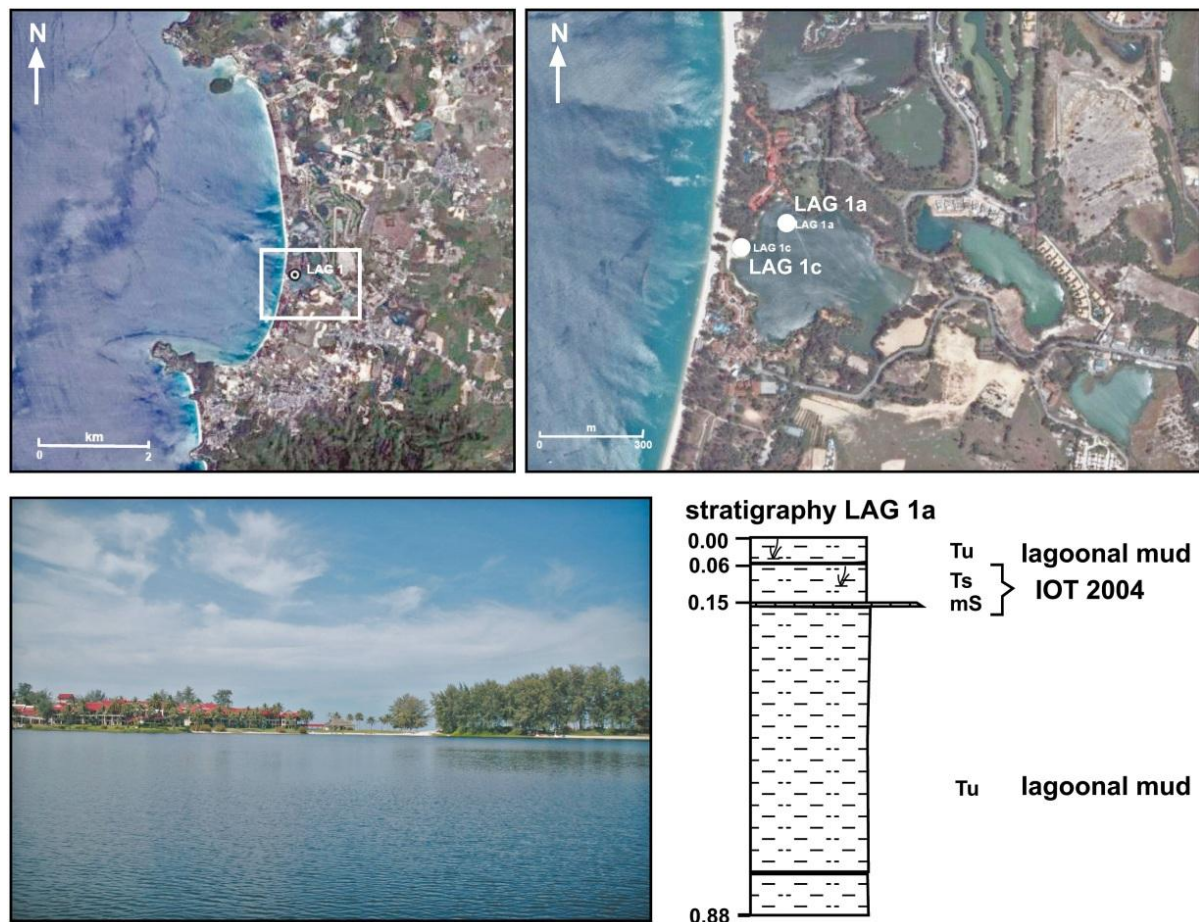 N
LAG 1
km
0 2
N
LAG 1a
LAG 1a
LAG 1c
LAG 1c
m
0 300
stratigraphy LAG 1a
0.00
Tu lagoonal mud
0.06
Ts
IOT 2004
0.15
mS
Tu lagoonal mud
0.88